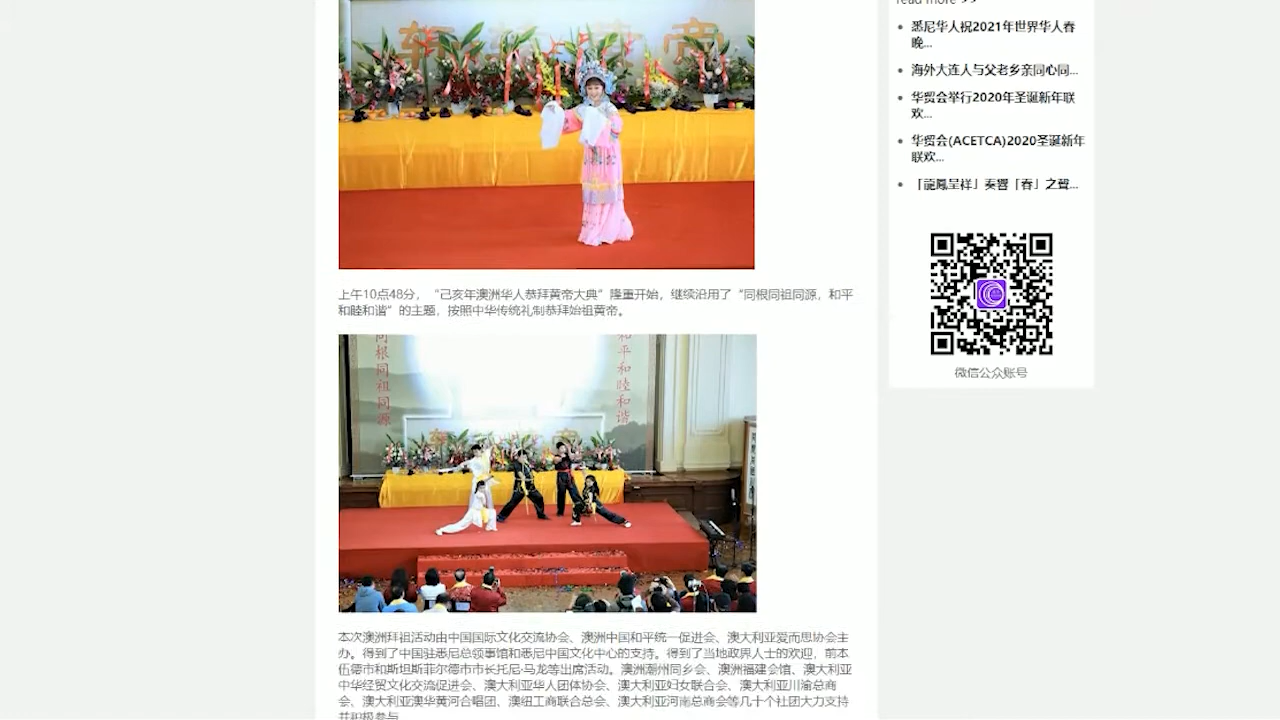 read more >>
悉尼华人祝2021年世界华人春
晚...
海外大连人与父老乡亲同心同...
华贸会举行2020年圣诞新年联
欢...
华贸会(ACETCA)2020圣诞新年
联欢...
「龍鳳呈祥」奏響「春」之聲...
微信公众账号
上午10点48分，“己亥年澳洲华人恭拜黄帝大典”隆重开始，继续沿用了“同根同祖同源，和平
和睦和谐”的主题，按照中华传统礼制恭拜始祖黄帝。
同根同祖同源
和平和睦和谐
本次澳洲拜祖活动由中国国际文化交流协会、澳洲中国和平统一促进会、澳大利亚爱而思协会主
办。得到了中国驻悉尼总领事馆和悉尼中国文化中心的支持。得到了当地政界人士的欢迎，前本
伍德市和斯坦斯菲尔德市市长托尼·马龙等出席活动。澳洲潮州同乡会、澳洲福建会馆、澳大利亚
中华经贸文化交流促进会、澳大利亚华人团体协会、澳大利亚妇女联合会、澳大利亚川渝总商
会、澳大利亚澳华黄河合唱团、澳纽工商联合总会、澳大利亚河南总商会等几十个社团大力支持
并积极参与